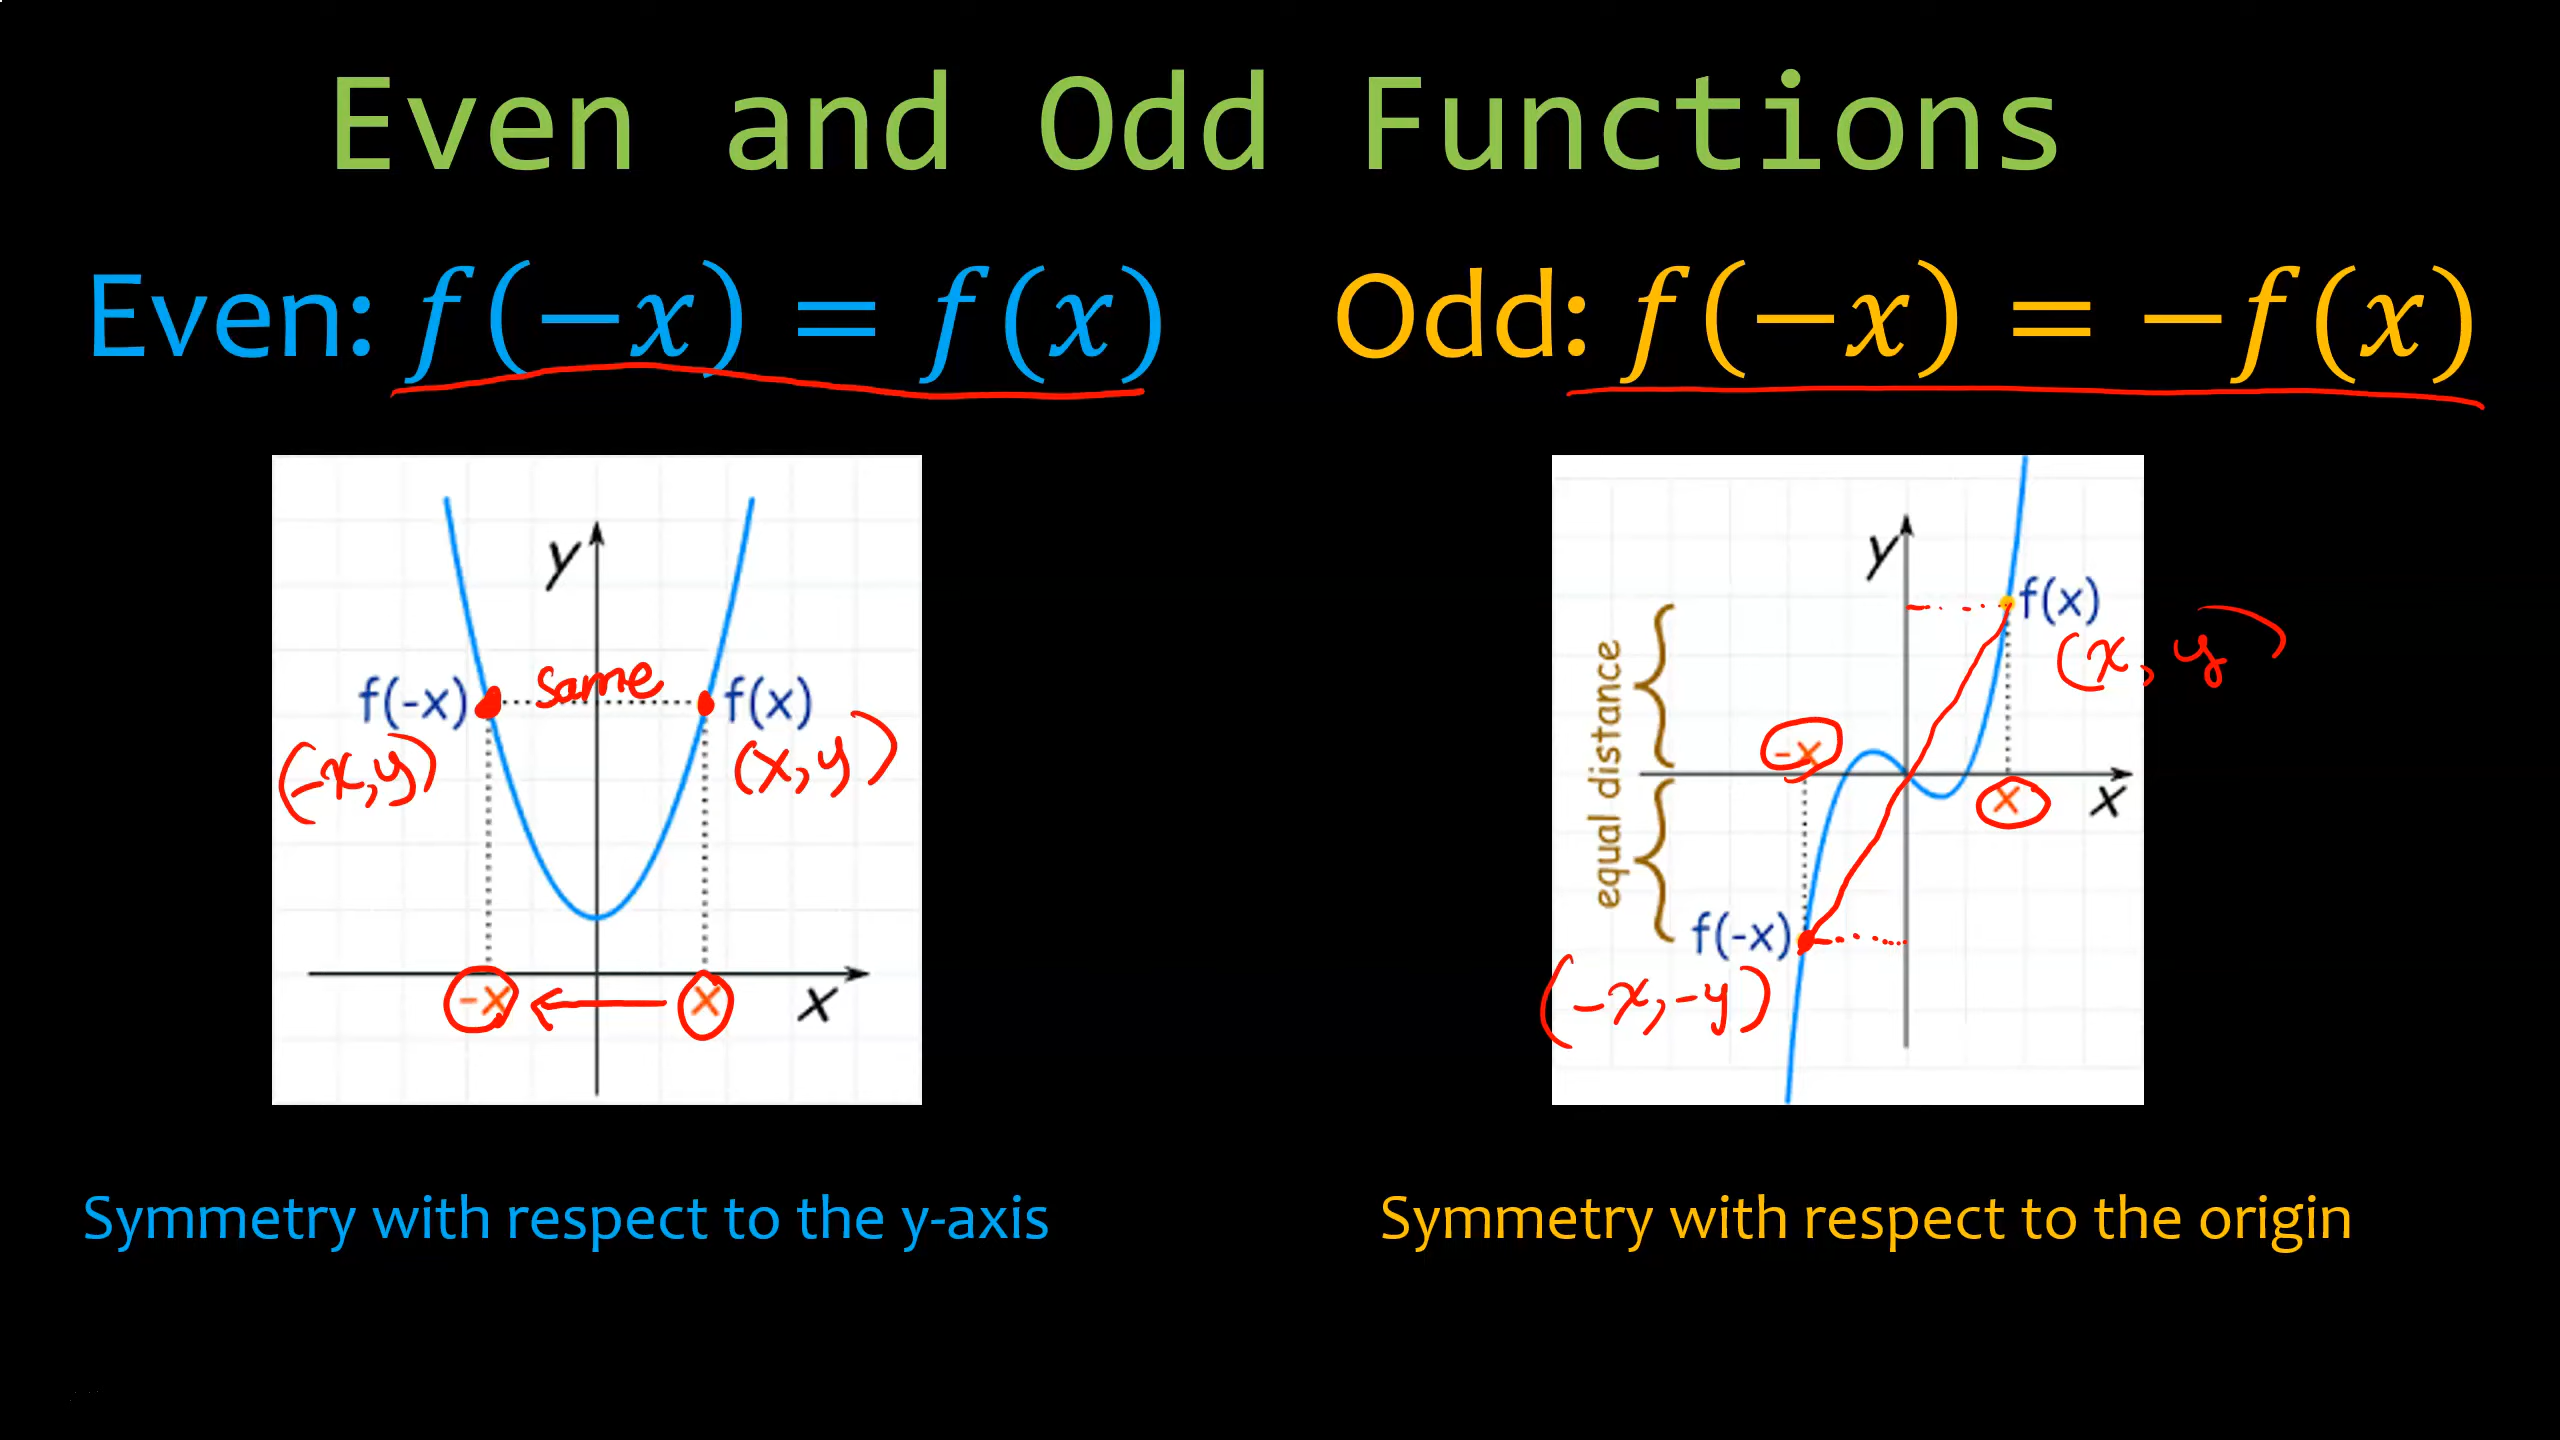 Even and Odd Functions
Even: f(−x) = f(x)
Odd: f(−x) = −f(x)
y
f(-x)
same
f(x)
(-x,y)
(x,y)
-x
x
x
y
f(x)
(x, y)
equal distance
-x
x
x
f(-x)
(-x,-y)
Symmetry with respect to the y-axis
Symmetry with respect to the origin